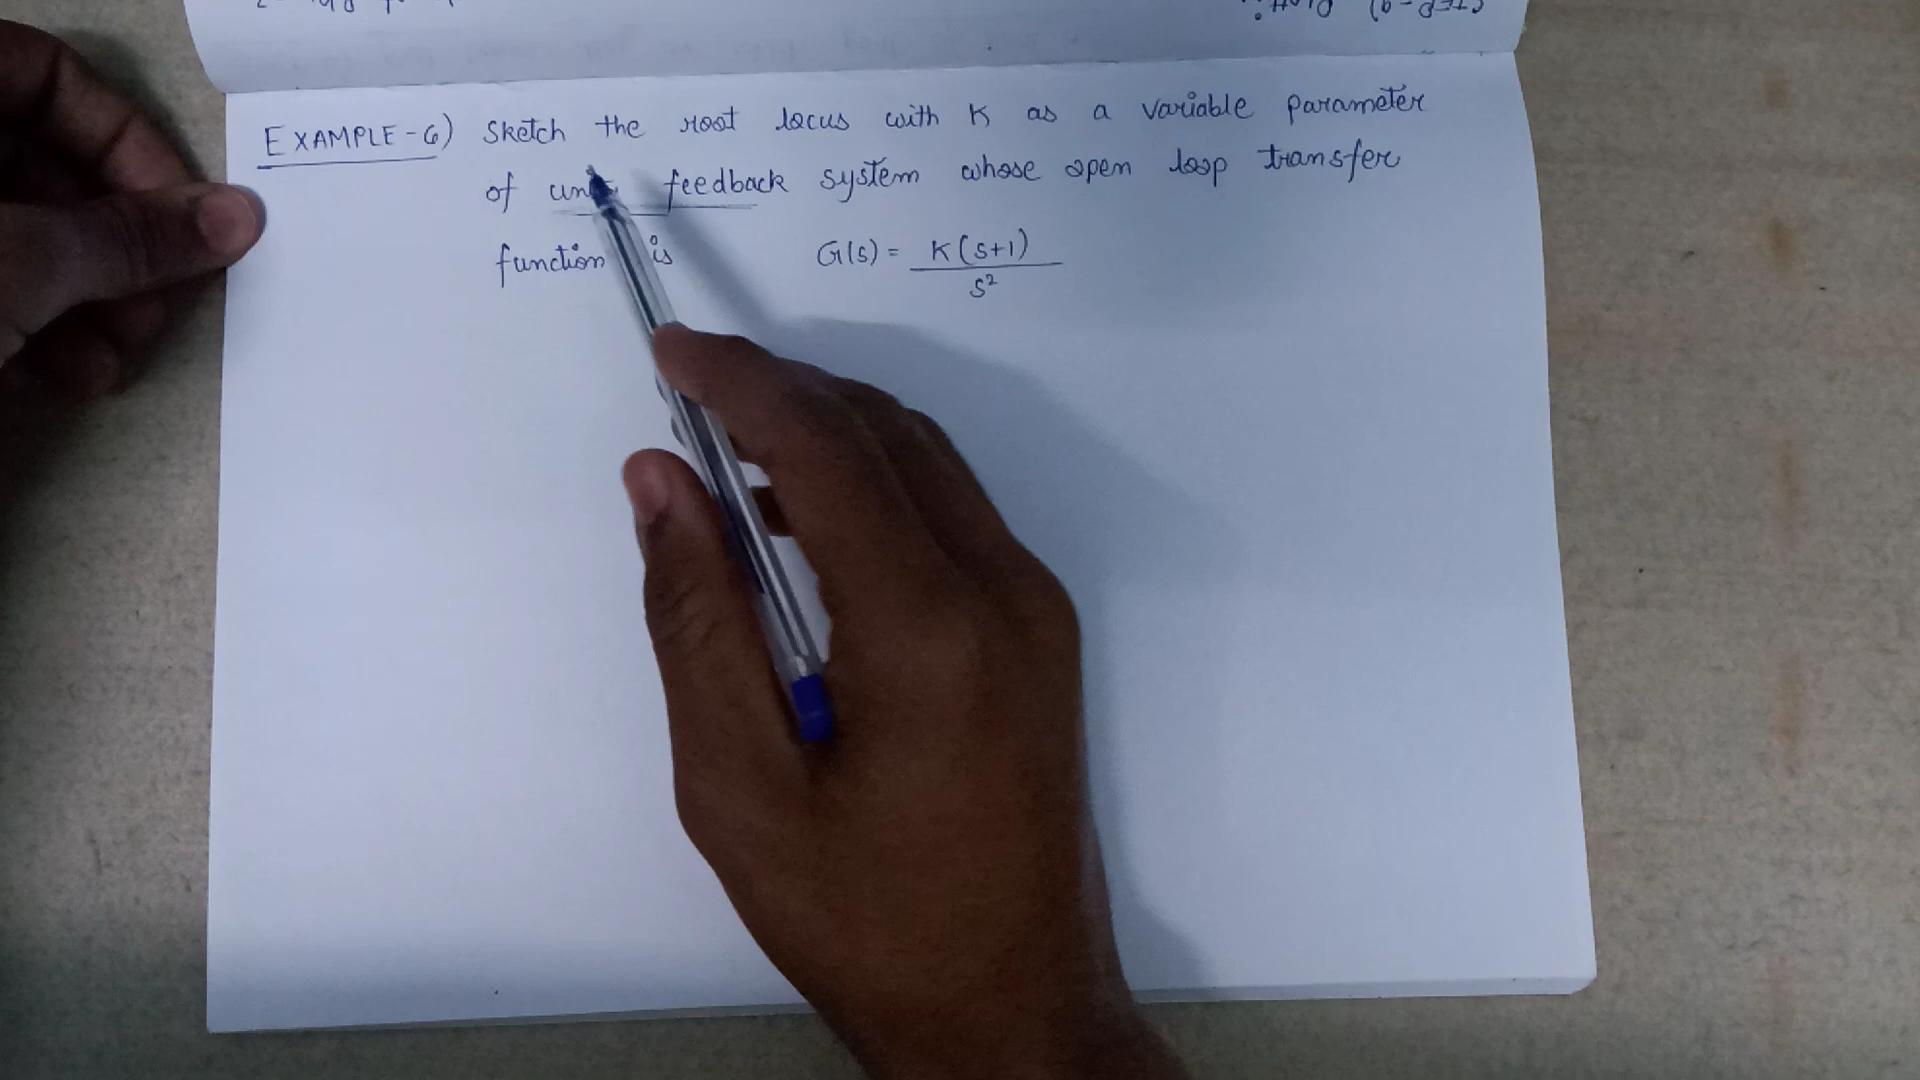 EXAMPLE-6) Sketch the root locus with K as a variable parameter
of feedback system whose open loop transfer
function is G(s) = K(s+1)
s²